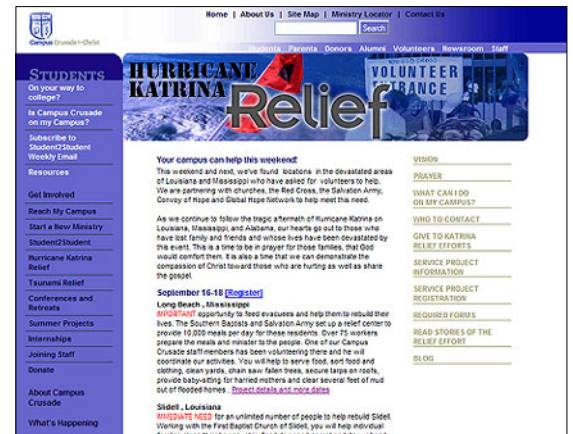 Home | About Us | Site Map | Ministry Locator | Contact Us
Search
Campus Crusade for Christ
Students Parents Donors Alumni Volunteers Newsroom Staff
STUDENTS
On your way to
college?
Is Campus Crusade
on my Campus?
Subscribe to
Student2Student
Weekly Email
Resources
Get Involved
Reach My Campus
Start a New Ministry
Student2Student
Hurricane Katrina
Relief
Tsunami Relief
Conferences and
Retreats
Summer Projects
Internships
Joining Staff
Donate
About Campus
Crusade
What's Happening
HURRICANE
KATRINA
Relief
VOLUNTEER
ENTRANCE
Your campus can help this weekend!
This weekend and next, we've found locations in the devastated areas
of Louisiana and Mississippi who have asked for volunteers to help.
We are partnering with churches, the Red Cross, the Salvation Army,
Convoy of Hope and Global Hope Network to help meet this need.
As we continue to follow the tragic aftermath of Hurricane Katrina on
Louisiana, Mississippi, and Alabama, our hearts go out to those who
have lost family and friends and whose lives have been devastated by
this event. This is a time to be in prayer for those families, that God
would comfort them. It is also a time that we can demonstrate the
compassion of Christ toward those who are hurting as well as share
the gospel.
September 16-18 [Register]
Long Beach , Mississippi
IMPORTANT opportunity to feed evacuees and help them to rebuild their
lives. The Southern Baptists and Salvation Army set up a relief center to
provide 10,000 meals per day for these residents. Over 75 workers
prepare the meals and minister to the people. One of our Campus
Crusade staff members has been volunteering there and he will
coordinate our activities. You will help to serve food, sort food and
clothing, clean yards, chain saw fallen trees, secure tarps on roofs,
provide baby-sitting for harried mothers and clear several feet of mud
out of flooded homes . Project details and more dates
Slidell , Louisiana
IMMEDIATE NEED for an unlimited number of people to help rebuild Slidell.
Working with the First Baptist Church of Slidell, you will help individual
VISION
PRAYER
WHAT CAN I DO
ON MY CAMPUS?
WHO TO CONTACT
GIVE TO KATRINA
RELIEF EFFORTS
SERVICE PROJECT
INFORMATION
SERVICE PROJECT
REGISTRATION
REQUIRED FORMS
READ STORIES OF THE
RELIEF EFFORT
BLOG